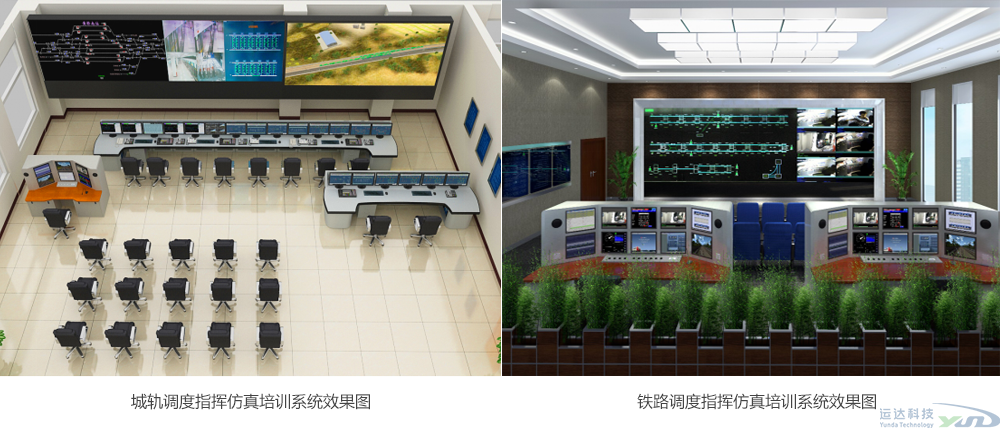 城轨调度指挥仿真培训系统效果图
铁路调度指挥仿真培训系统效果图
运达科技
Yunda Technology
YUND